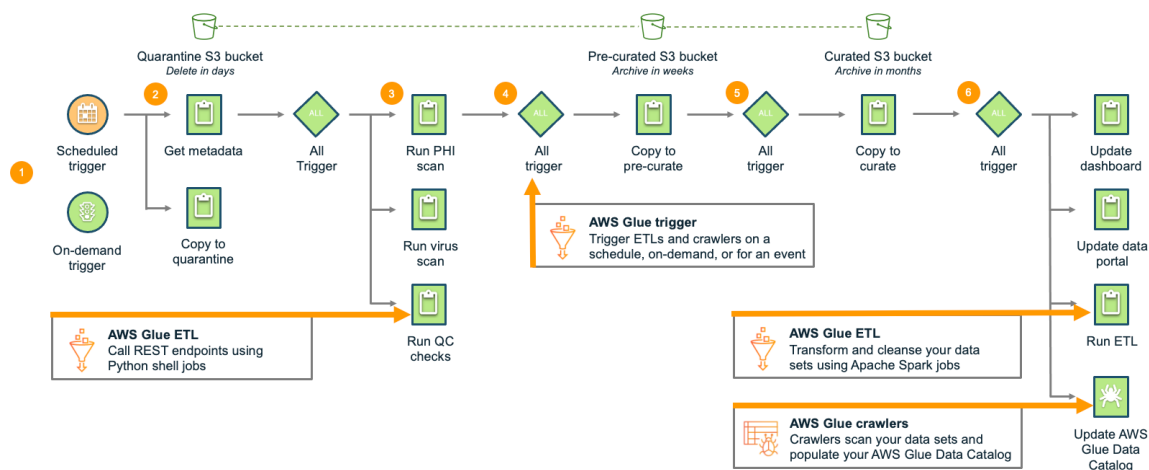 Quarantine S3 bucket
Delete in days
Pre-curated S3 bucket
Archive in weeks
Curated S3 bucket
Archive in months
1
Scheduled
trigger
On-demand
trigger
2
Get metadata
Copy to
quarantine
ALL
All
Trigger
3
Run PHI
scan
Run virus
scan
Run QC
checks
4
ALL
All
trigger
Copy to
pre-curate
5
ALL
All
trigger
Copy to
curate
6
ALL
All
trigger
Update
dashboard
Update data
portal
Run ETL
Update AWS
Glue Data
Catalog
AWS Glue trigger
Trigger ETLs and crawlers on a
schedule, on-demand, or for an event
AWS Glue ETL
Call REST endpoints using
Python shell jobs
AWS Glue ETL
Transform and cleanse your data
sets using Apache Spark jobs
AWS Glue crawlers
Crawlers scan your data sets and
populate your AWS Glue Data Catalog